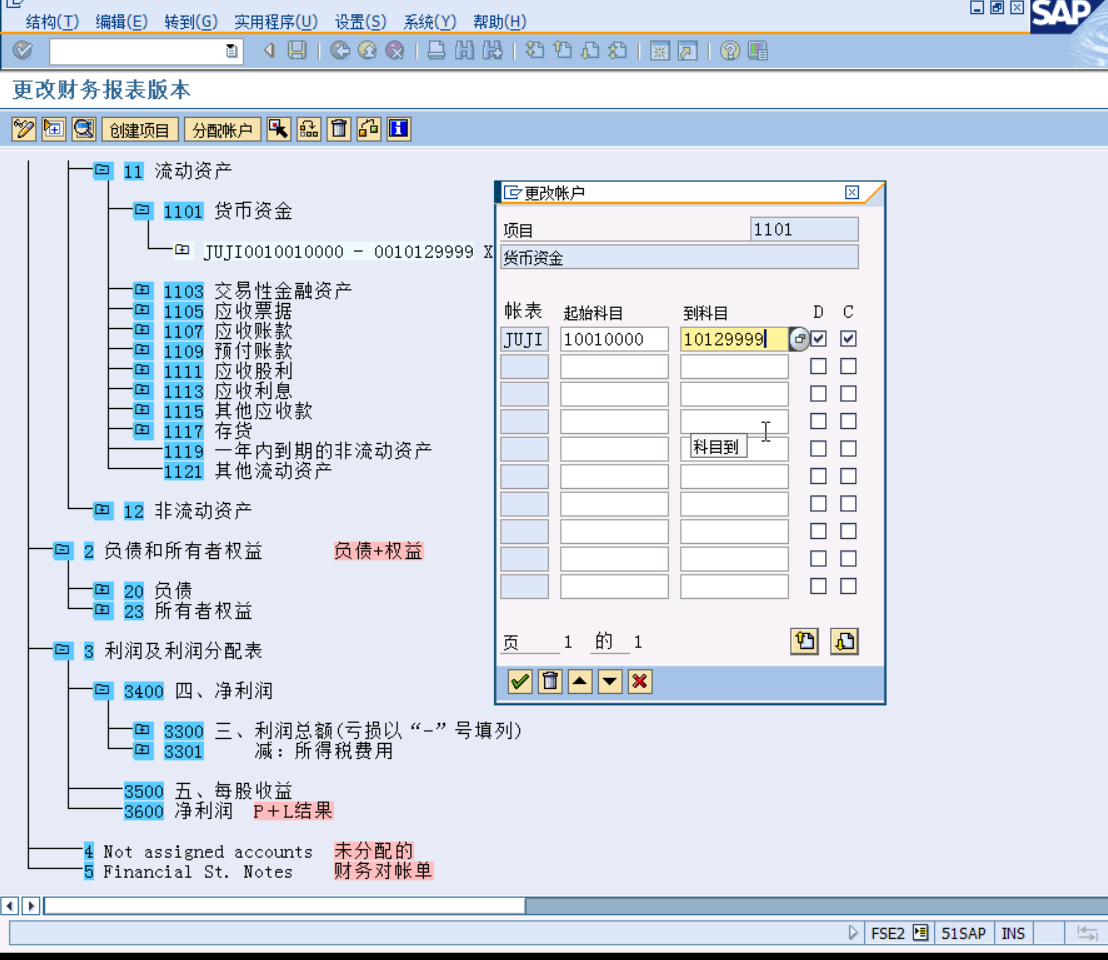 结构(T) 编辑(E) 转到(G) 实用程序(U) 设置(S) 系统(Y) 帮助(H)
SAP
更改财务报表版本
创建项目 分配帐户
11 流动资产
1101 货币资金
JUJI0010010000 - 0010129999 X
1103 交易性金融资产
1105 应收票据
1107 应收账款
1109 预付账款
1111 应收股利
1113 应收利息
1115 其他应收款
1117 存货
1119 一年内到期的非流动资产
1121 其他流动资产
12 非流动资产
2 负债和所有者权益 负债+权益
20 负债
23 所有者权益
3 利润及利润分配表
3400 四、净利润
3300 三、利润总额(亏损以“-”号填列)
3301 减: 所得税费用
3500 五、每股收益
3600 净利润 P+L结果
4 Not assigned accounts 未分配的
5 Financial St. Notes 财务对帐单
更改帐户
项目 1101
货币资金
帐表 起始科目 到科目 D C
JUJI 10010000 10129999
科目到
页 1 的 1
FSE2 51SAP INS